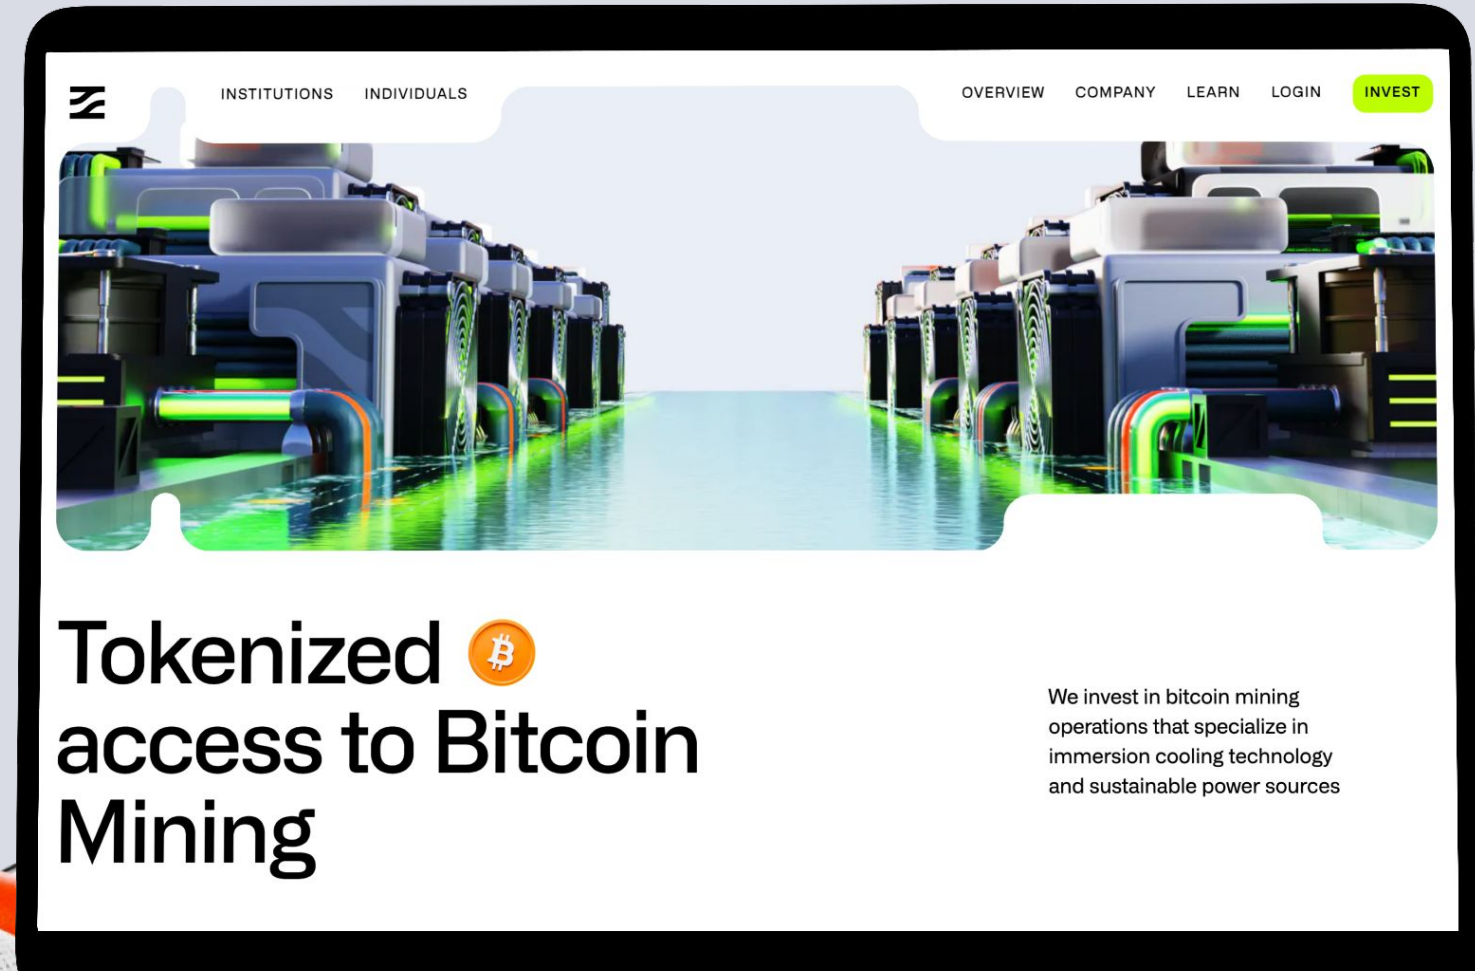 INSTITUTIONS INDIVIDUALS
OVERVIEW COMPANY LEARN LOGIN INVEST
Tokenized
access to Bitcoin
Mining
We invest in bitcoin mining
operations that specialize in
immersion cooling technology
and sustainable power sources